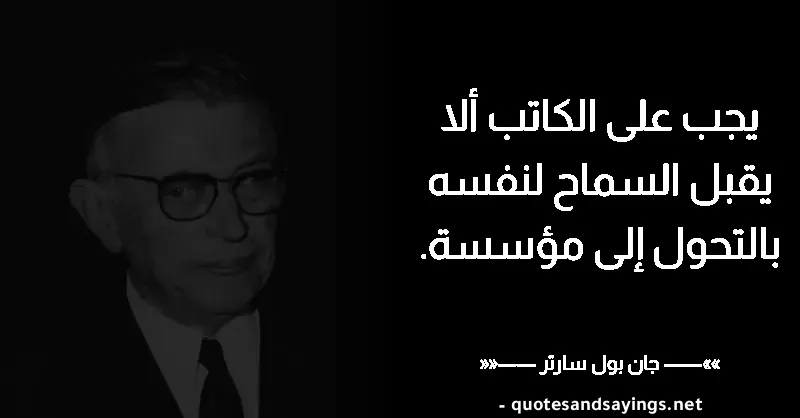 يجب على الكاتب ألا
يقبل السماح لنفسه
بالتحول إلى مؤسسة.
»»—— جان بول سارتر ——««
- quotesandsayings.net